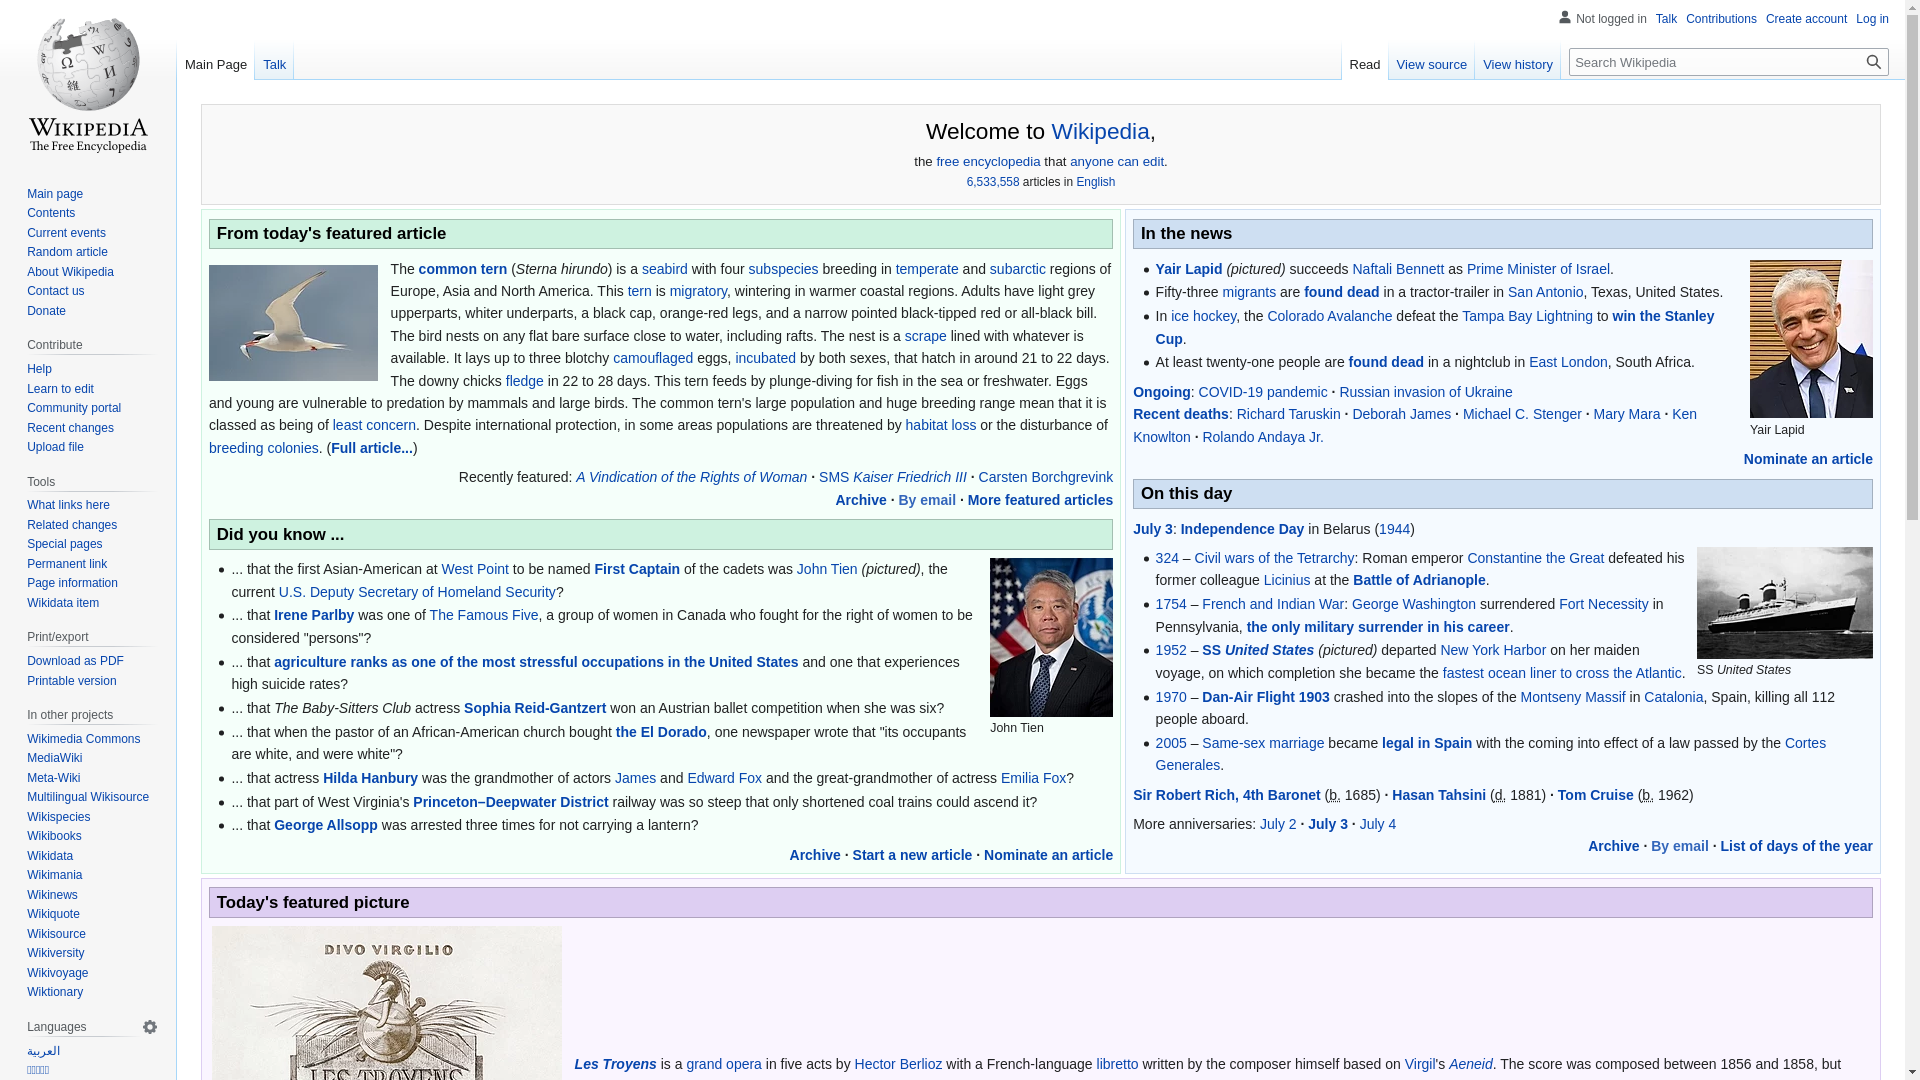 WIKIPEDIA
The Free Encyclopedia
Not logged in Talk Contributions Create account Log in
Main Page Talk
Read View source View history Search Wikipedia
Main page
Contents
Current events
Random article
About Wikipedia
Contact us
Donate
Contribute
Help
Learn to edit
Community portal
Recent changes
Upload file
Tools
What links here
Related changes
Special pages
Permanent link
Page information
Wikidata item
Print/export
Download as PDF
Printable version
In other projects
Wikimedia Commons
MediaWiki
Meta-Wiki
Multilingual Wikisource
Wikispecies
Wikibooks
Wikidata
Wikimania
Wikinews
Wikiquote
Wikisource
Wikiversity
Wikivoyage
Wiktionary
Languages
العربية
Welcome to Wikipedia,
the free encyclopedia that anyone can edit.
6,533,558 articles in English
From today's featured article
The common tern (Sterna hirundo) is a seabird with four subspecies breeding in temperate and subarctic regions of
Europe, Asia and North America. This tern is migratory, wintering in warmer coastal regions. Adults have light grey
upperparts, whiter underparts, a black cap, orange-red legs, and a narrow pointed black-tipped red or all-black bill.
The bird nests on any flat bare surface close to water, including rafts. The nest is a scrape lined with whatever is
available. It lays up to three blotchy camouflaged eggs, incubated by both sexes, that hatch in around 21 to 22 days.
The downy chicks fledge in 22 to 28 days. This tern feeds by plunge-diving for fish in the sea or freshwater. Eggs
and young are vulnerable to predation by mammals and large birds. The common tern's large population and huge breeding range mean that it is
classed as being of least concern. Despite international protection, in some areas populations are threatened by habitat loss or the disturbance of
breeding colonies. (Full article...)
Recently featured: A Vindication of the Rights of Woman · SMS Kaiser Friedrich III · Carsten Borchgrevink
Archive · By email · More featured articles
Did you know ...
... that the first Asian-American at West Point to be named First Captain of the cadets was John Tien (pictured), the
current U.S. Deputy Secretary of Homeland Security?
... that Irene Parlby was one of The Famous Five, a group of women in Canada who fought for the right of women to be
considered "persons"?
... that agriculture ranks as one of the most stressful occupations in the United States and one that experiences
high suicide rates?
... that The Baby-Sitters Club actress Sophia Reid-Gantzert won an Austrian ballet competition when she was six?
... that when the pastor of an African-American church bought the El Dorado, one newspaper wrote that "its occupants
are white, and were white"?
John Tien
... that actress Hilda Hanbury was the grandmother of actors James and Edward Fox and the great-grandmother of actress Emilia Fox?
... that part of West Virginia's Princeton–Deepwater District railway was so steep that only shortened coal trains could ascend it?
... that George Allsopp was arrested three times for not carrying a lantern?
Archive · Start a new article · Nominate an article
In the news
Yair Lapid (pictured) succeeds Naftali Bennett as Prime Minister of Israel.
Fifty-three migrants are found dead in a tractor-trailer in San Antonio, Texas, United States.
In ice hockey, the Colorado Avalanche defeat the Tampa Bay Lightning to win the Stanley
Cup.
At least twenty-one people are found dead in a nightclub in East London, South Africa.
Yair Lapid
Ongoing: COVID-19 pandemic · Russian invasion of Ukraine
Recent deaths: Richard Taruskin · Deborah James · Michael C. Stenger · Mary Mara · Ken
Knowlton · Rolando Andaya Jr.
Nominate an article
On this day
July 3: Independence Day in Belarus (1944)
324 – Civil wars of the Tetrarchy: Roman emperor Constantine the Great defeated his
former colleague Licinius at the Battle of Adrianople.
1754 – French and Indian War: George Washington surrendered Fort Necessity in
Pennsylvania, the only military surrender in his career.
1952 – SS United States (pictured) departed New York Harbor on her maiden
voyage, on which completion she became the fastest ocean liner to cross the Atlantic.
SS United States
1970 – Dan-Air Flight 1903 crashed into the slopes of the Montseny Massif in Catalonia, Spain, killing all 112
people aboard.
2005 – Same-sex marriage became legal in Spain with the coming into effect of a law passed by the Cortes
Generales.
Sir Robert Rich, 4th Baronet (b. 1685) · Hasan Tahsini (d. 1881) · Tom Cruise (b. 1962)
More anniversaries: July 2 · July 3 · July 4
Archive · By email · List of days of the year
Today's featured picture
DIVO VIRGILIO
LES TROYENS
Les Troyens is a grand opera in five acts by Hector Berlioz with a French-language libretto written by the composer himself based on Virgil's Aeneid. The score was composed between 1856 and 1858, but